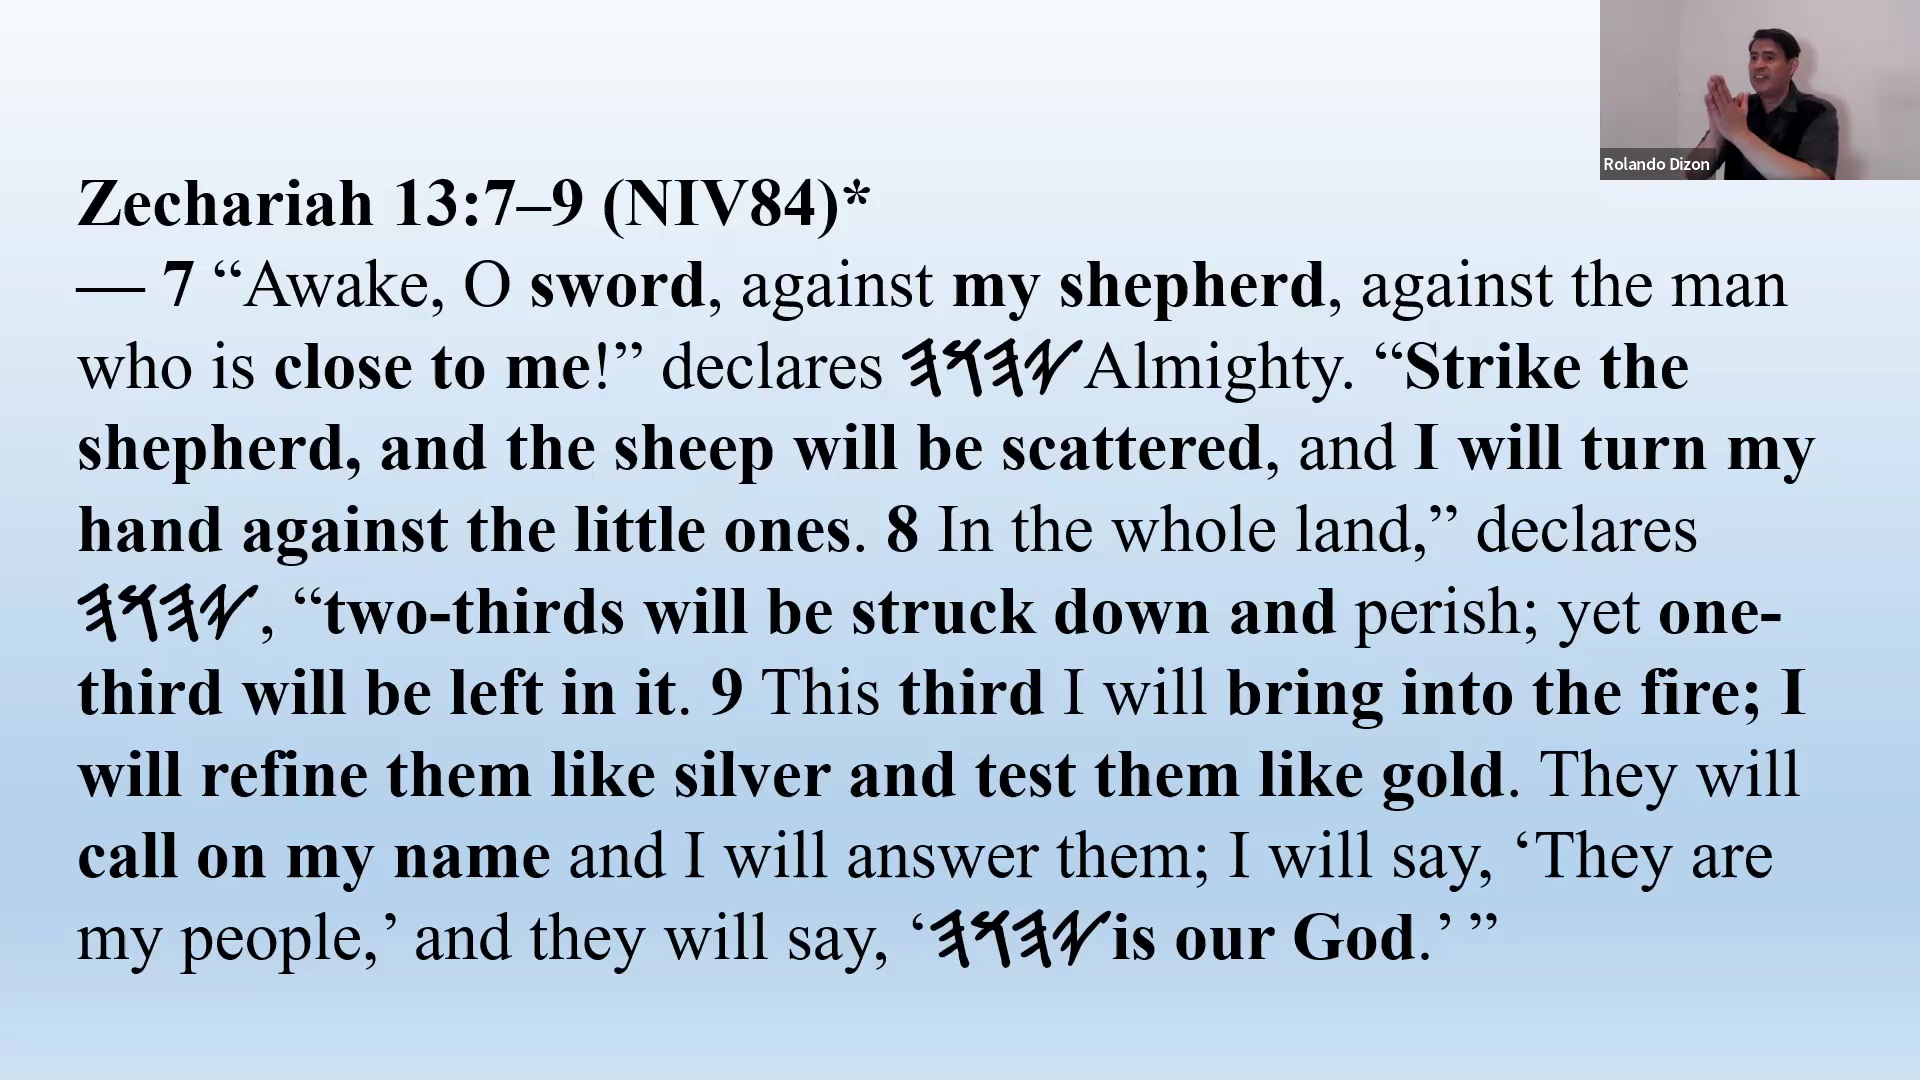 Rolando Dizon
Zechariah 13:7–9 (NIV84)*
— 7 “Awake, O sword, against my shepherd, against the man
who is close to me!” declares 𐤉𐤄𐤅𐤄 Almighty. “Strike the
shepherd, and the sheep will be scattered, and I will turn my
hand against the little ones. 8 In the whole land,” declares
𐤉𐤄𐤅𐤄, “two-thirds will be struck down and perish; yet one-
third will be left in it. 9 This third I will bring into the fire; I
will refine them like silver and test them like gold. They will
call on my name and I will answer them; I will say, ‘They are
my people,’ and they will say, ‘𐤉𐤄𐤅𐤄 is our God.’ ”